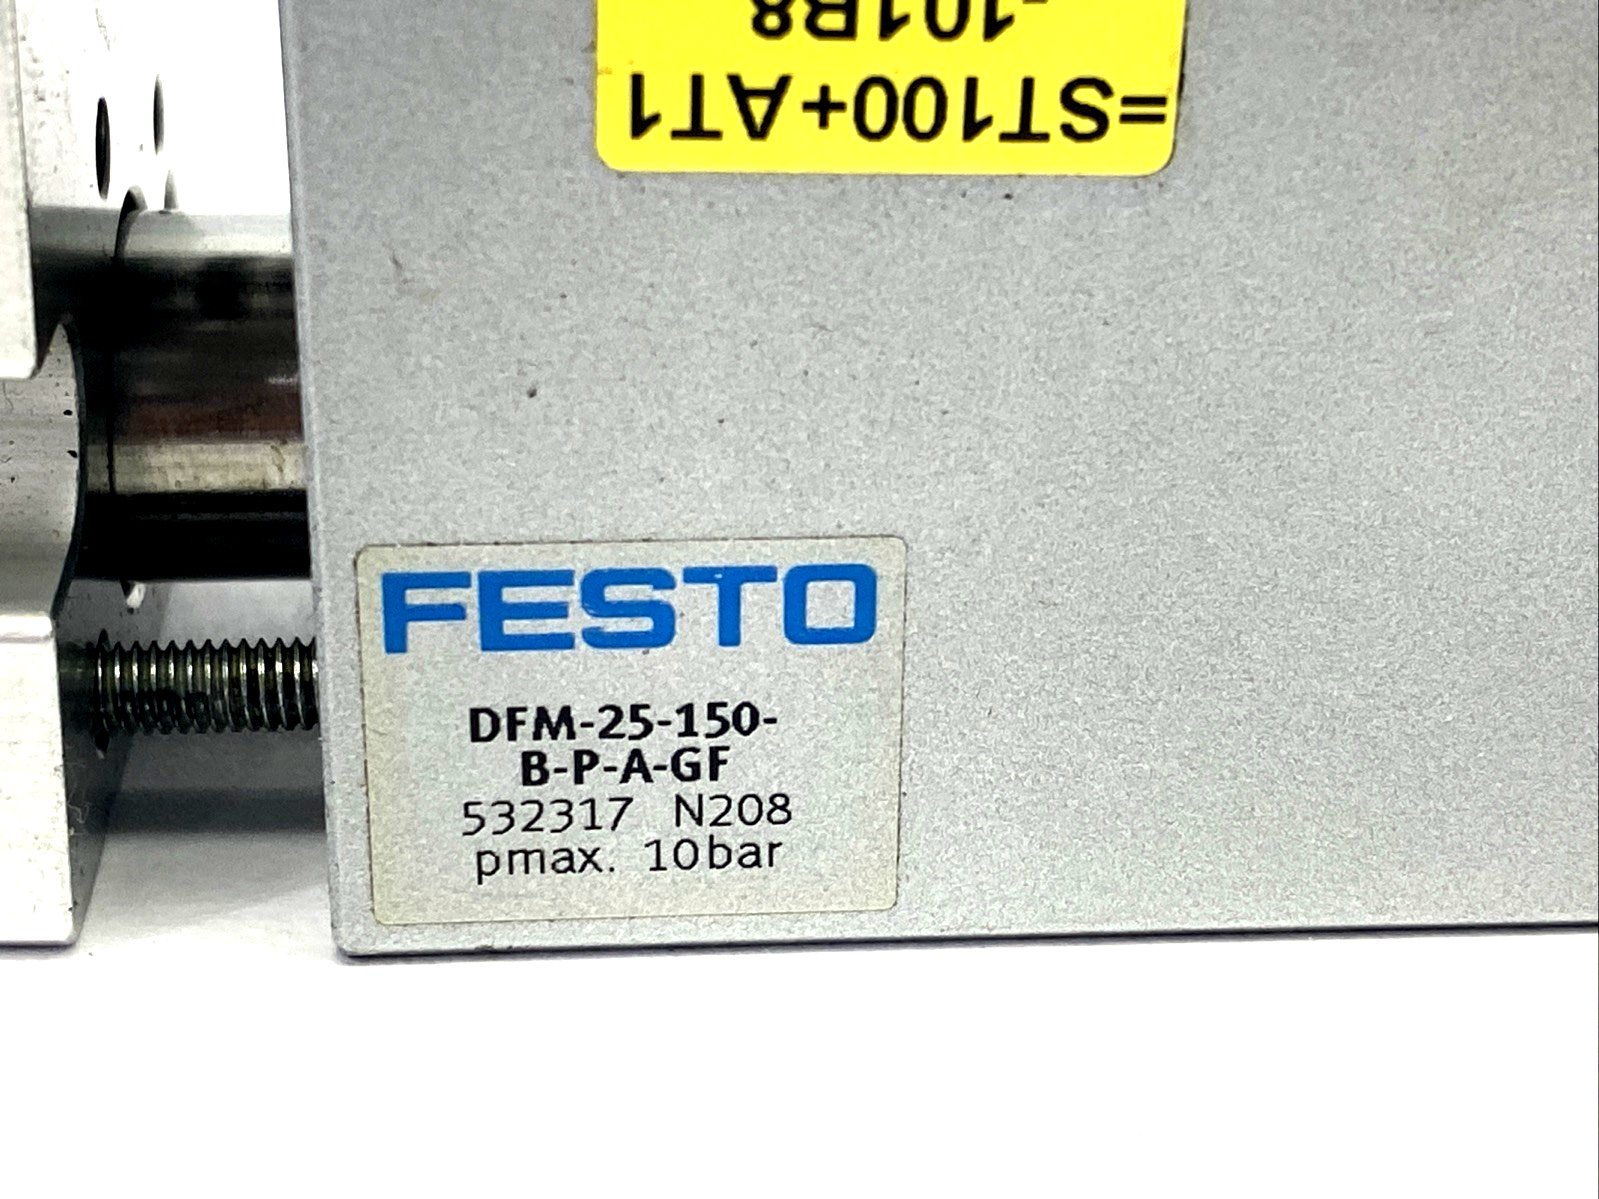 =ST100+AT1
-101B8
FESTO
DFM-25-150-
B-P-A-GF
532317 N208
pmax. 10bar